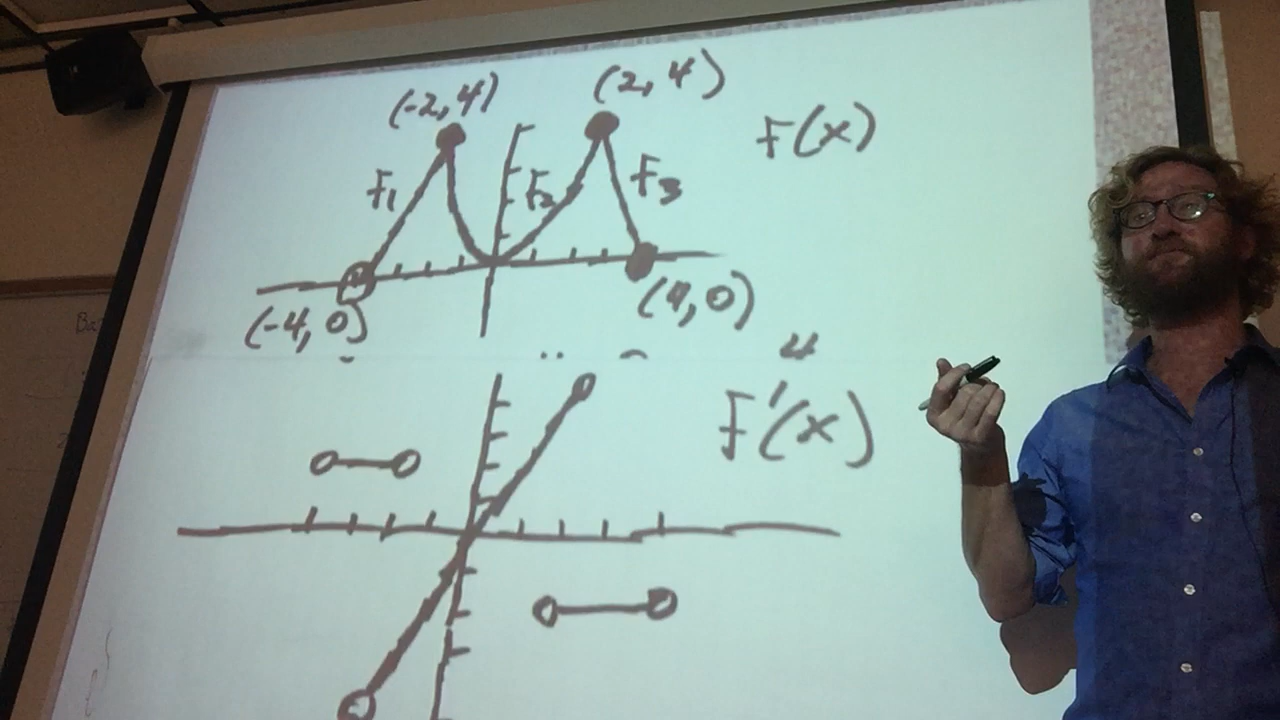 (-2,4)
(2,4)
F(x)
F1
F2
F3
(-4,0)
(4,0)
F'(x)